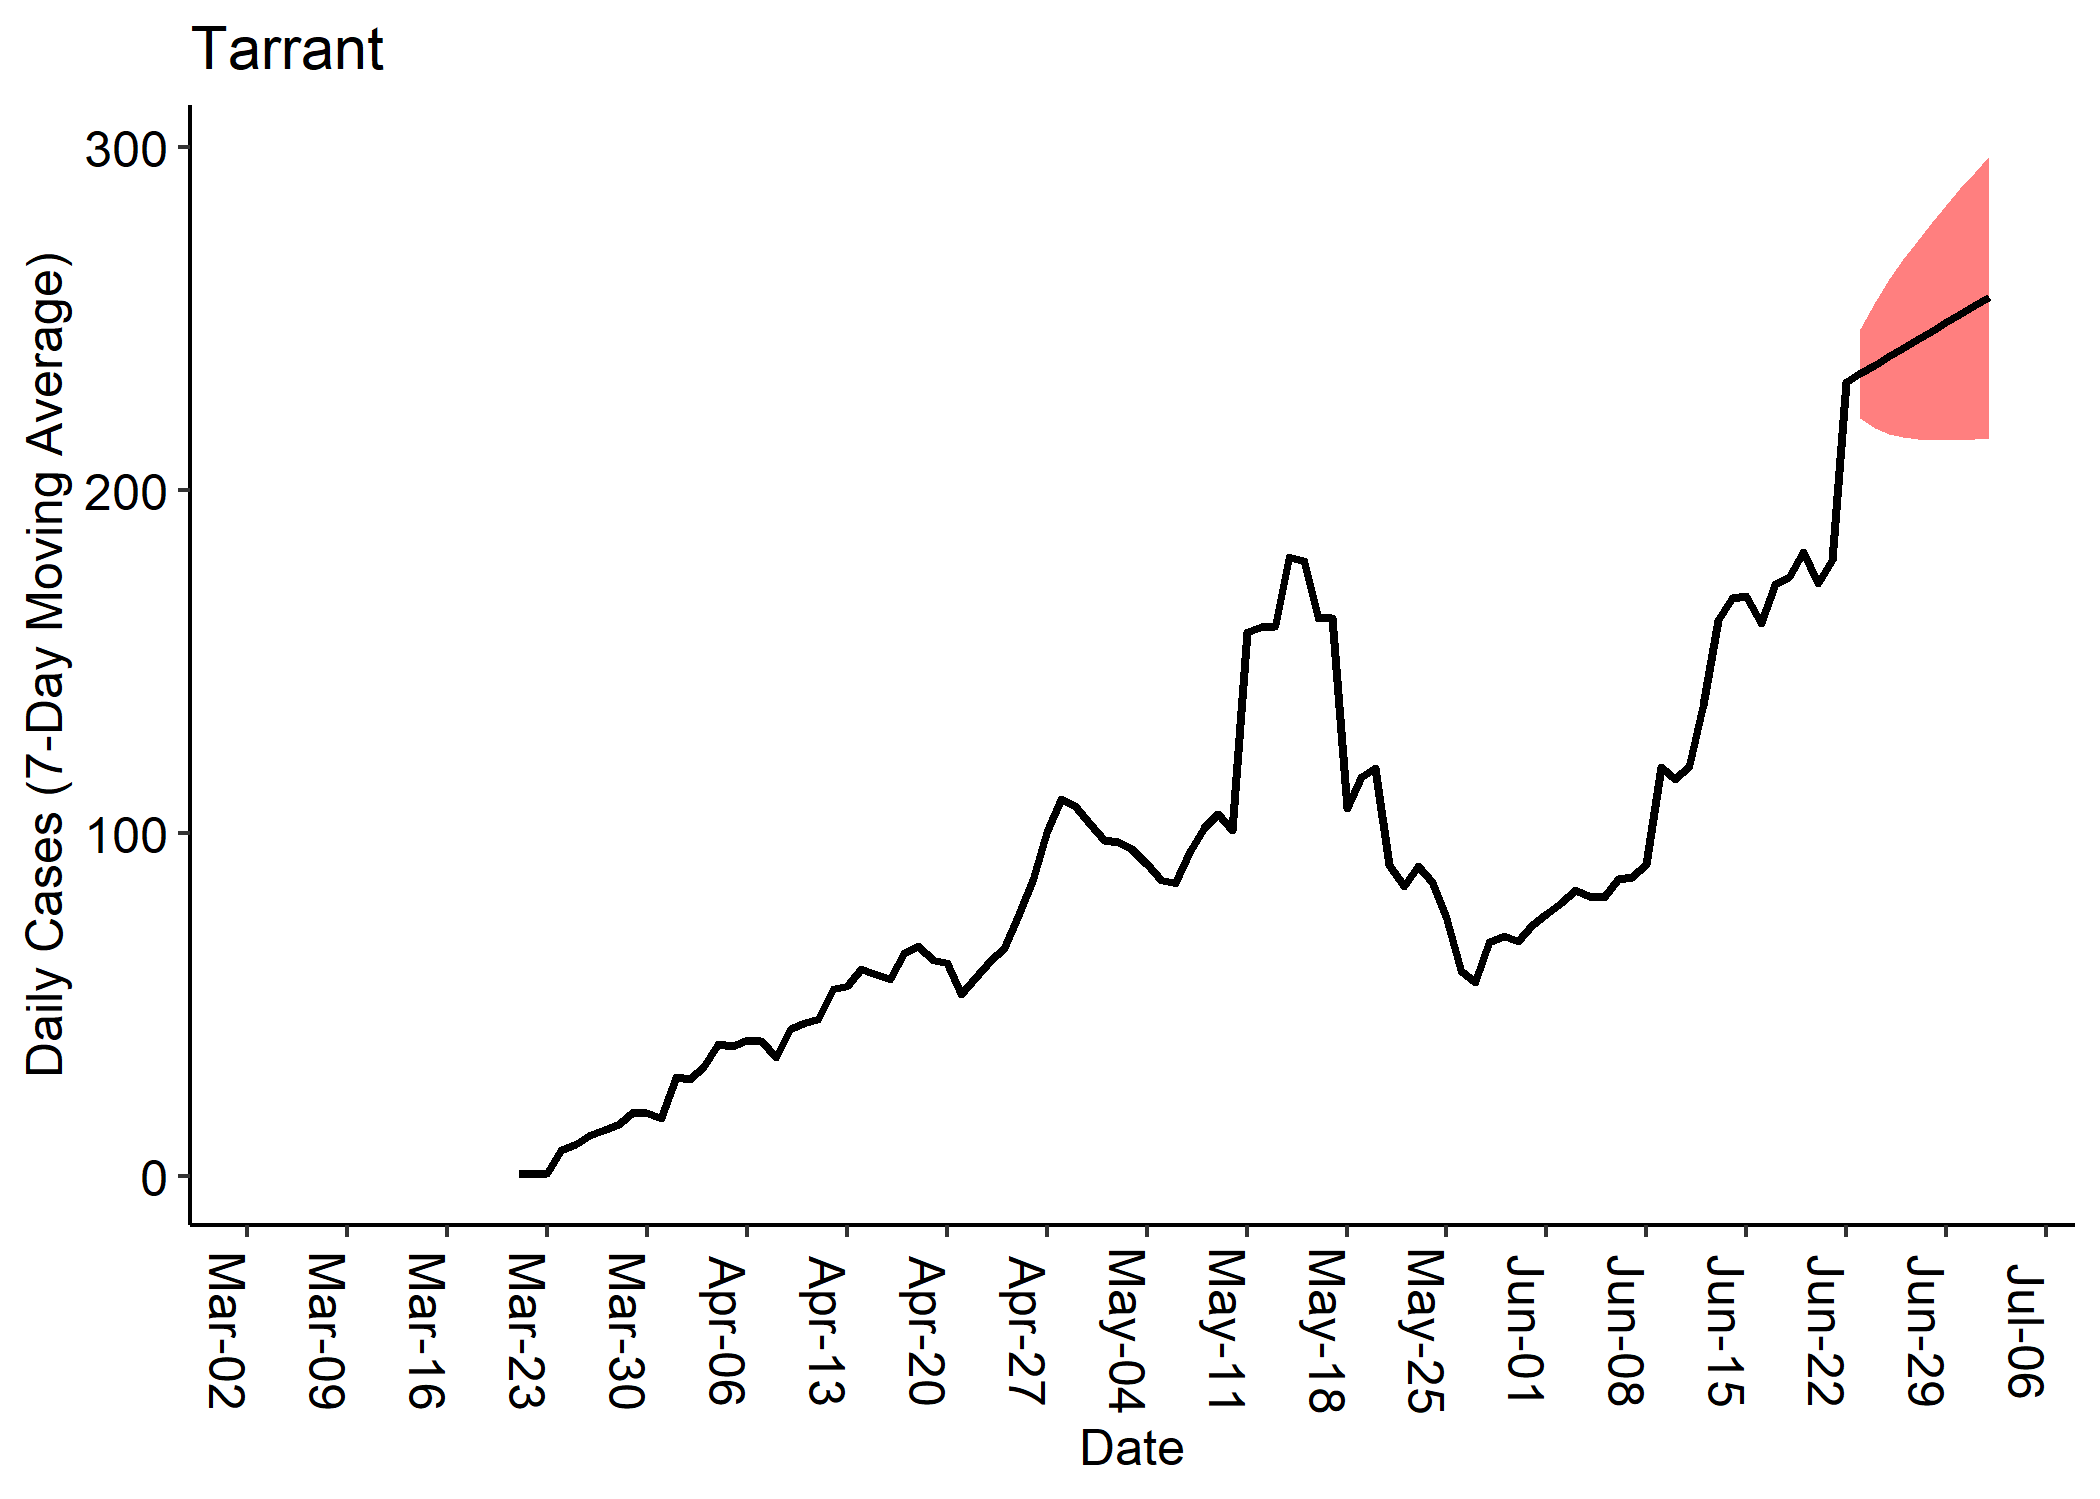 Tarrant
Daily Cases (7-Day Moving Average)
300
200
100
0
Mar-02
Mar-09
Mar-16
Mar-23
Mar-30
Apr-06
Apr-13
Apr-20
Apr-27
May-04
May-11
May-18
May-25
Jun-01
Jun-08
Jun-15
Jun-22
Jun-29
Jul-06
Date